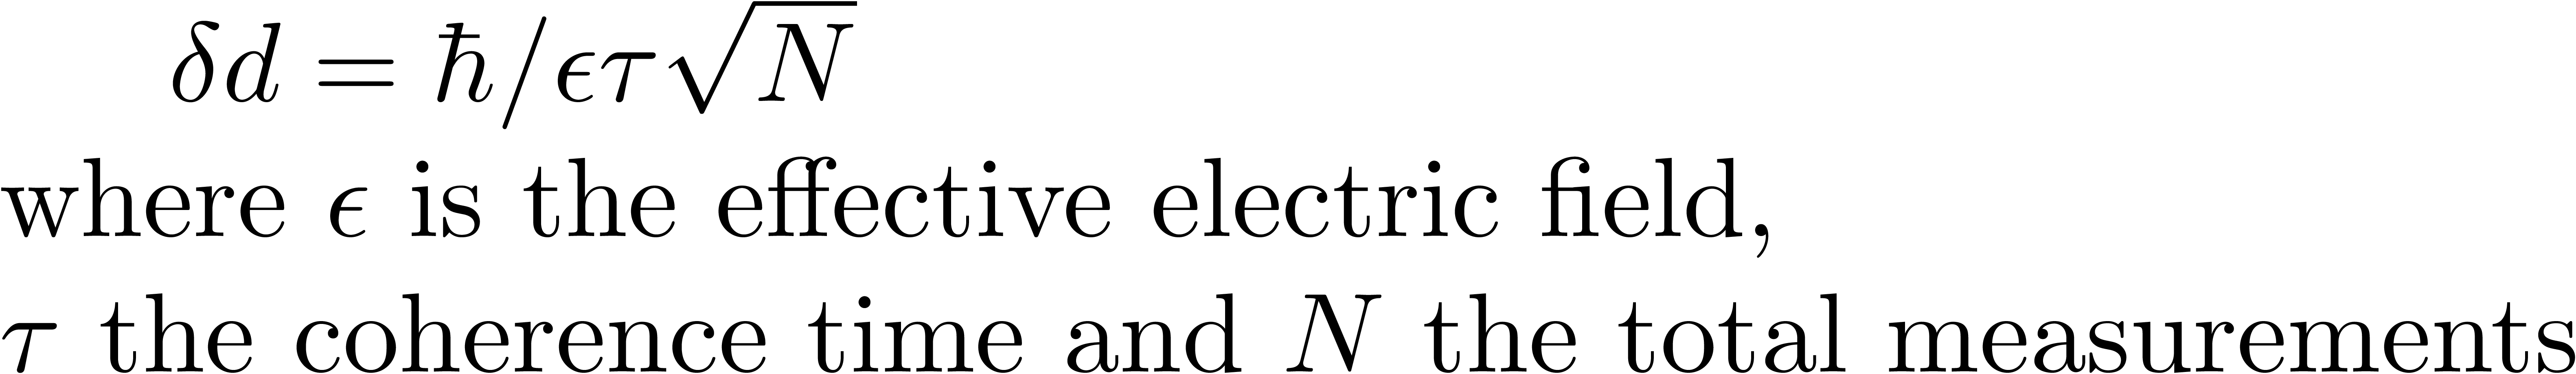 δd = ℏ/ϵτ√N
where ϵ is the effective electric field,
τ the coherence time and N the total measurements